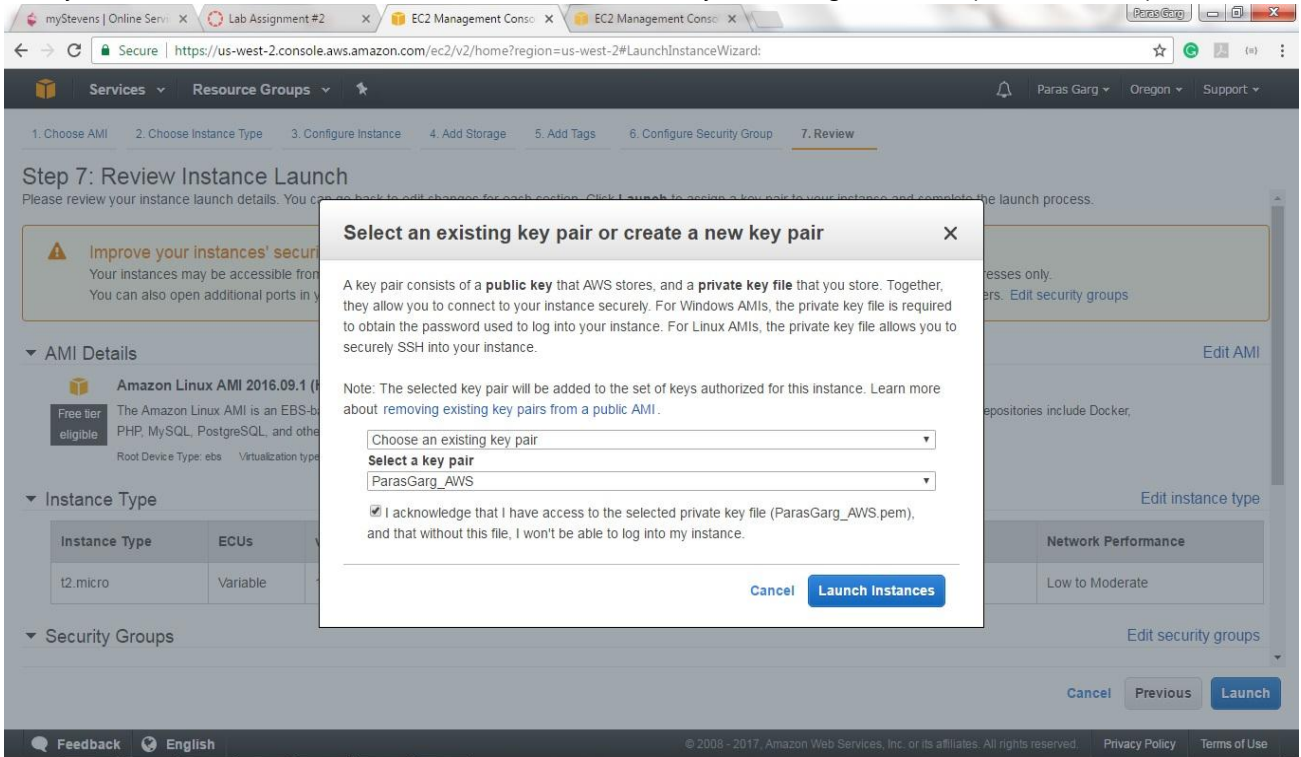 myStevens | Online Servi
Lab Assignment #2
EC2 Management Conso
EC2 Management Conso
Paras Garg
Secure | https://us-west-2.console.aws.amazon.com/ec2/v2/home?region=us-west-2#LaunchInstanceWizard:
Services Resource Groups Paras Garg Oregon Support
1. Choose AMI 2. Choose Instance Type 3. Configure Instance 4. Add Storage 5. Add Tags 6. Configure Security Group 7. Review
Step 7: Review Instance Launch
Please review your instance launch details. You can go back to edit changes for each section. Click Launch to assign a key pair to your instance and complete the launch process.
Improve your instances' securi
Your instances may be accessible from
resses only.
You can also open additional ports in y
ers. Edit security groups
AMI Details Edit AMI
Amazon Linux AMI 2016.09.1 (H
Free tier eligible
The Amazon Linux AMI is an EBS-ba
epositories include Docker,
PHP, MySQL, PostgreSQL, and othe
Root Device Type: ebs Virtualization type
Instance Type Edit instance type
Instance Type ECUs Network Performance
t2.micro Variable Low to Moderate
Security Groups Edit security groups
Select an existing key pair or create a new key pair
A key pair consists of a public key that AWS stores, and a private key file that you store. Together,
they allow you to connect to your instance securely. For Windows AMIs, the private key file is required
to obtain the password used to log into your instance. For Linux AMIs, the private key file allows you to
securely SSH into your instance.
Note: The selected key pair will be added to the set of keys authorized for this instance. Learn more
about removing existing key pairs from a public AMI.
Choose an existing key pair
Select a key pair
ParasGarg_AWS
I acknowledge that I have access to the selected private key file (ParasGarg_AWS.pem),
and that without this file, I won't be able to log into my instance.
Cancel Launch Instances
Cancel Previous Launch
Feedback English © 2008 - 2017, Amazon Web Services, Inc. or its affiliates. All rights reserved. Privacy Policy Terms of Use